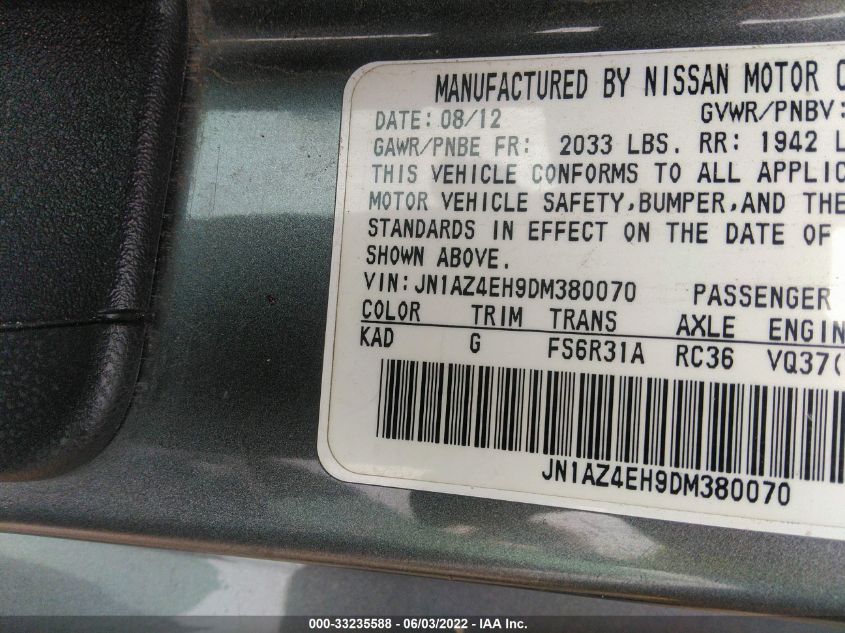 MANUFACTURED BY NISSAN MOTOR
DATE: 08/12 GVWR/PNBV:
GAWR/PNBE FR: 2033 LBS. RR: 1942
THIS VEHICLE CONFORMS TO ALL
MOTOR VEHICLE SAFETY,BUMPER,AND THE
STANDARDS IN EFFECT ON THE DATE OF
SHOWN ABOVE.
VIN: JN1AZ4EH9DM380070 PASSENGER
COLOR TRIM TRANS AXLE ENGIN
KAD G FS6R31A RC36 VQ37(
JN1AZ4EH9DM380070
000-33235588 - 06/03/2022 - IAA Inc.